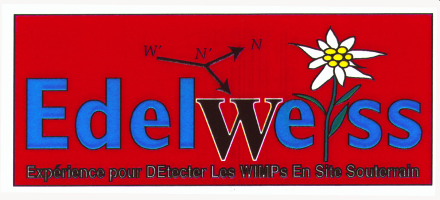 W' N' N
Edelweiss
Expérience pour DEtecter Les WIMPs En Site Souterrain